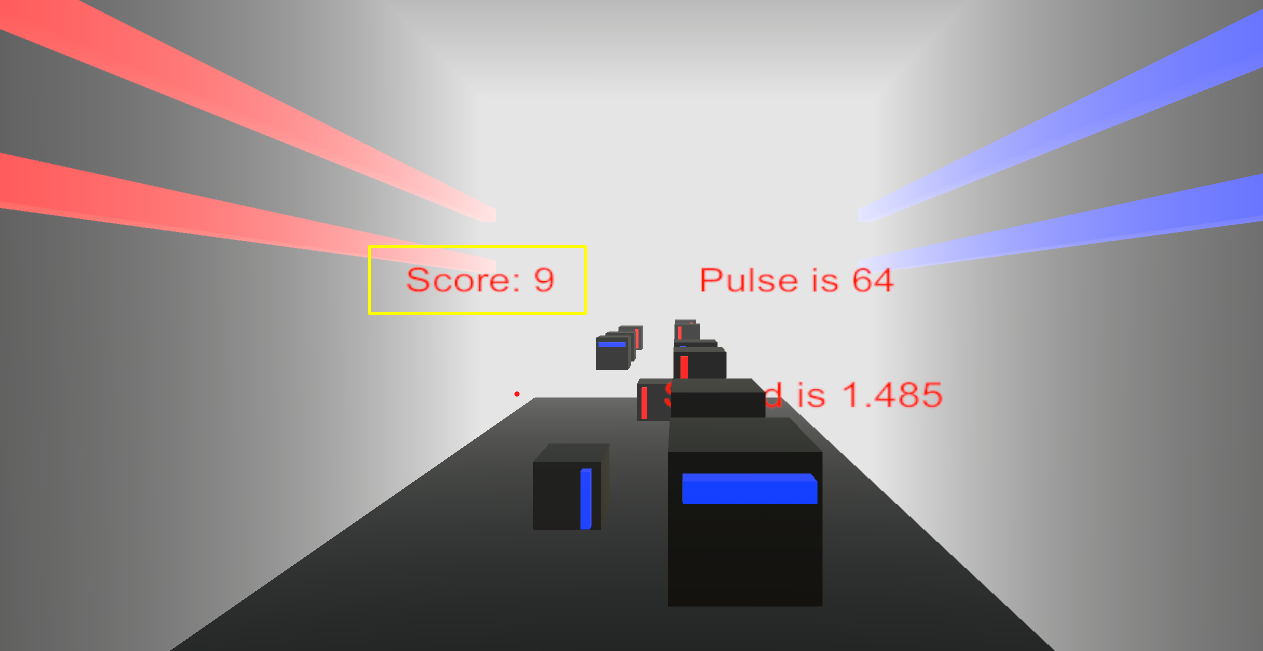 Score: 9
Pulse is 64
is 1.485